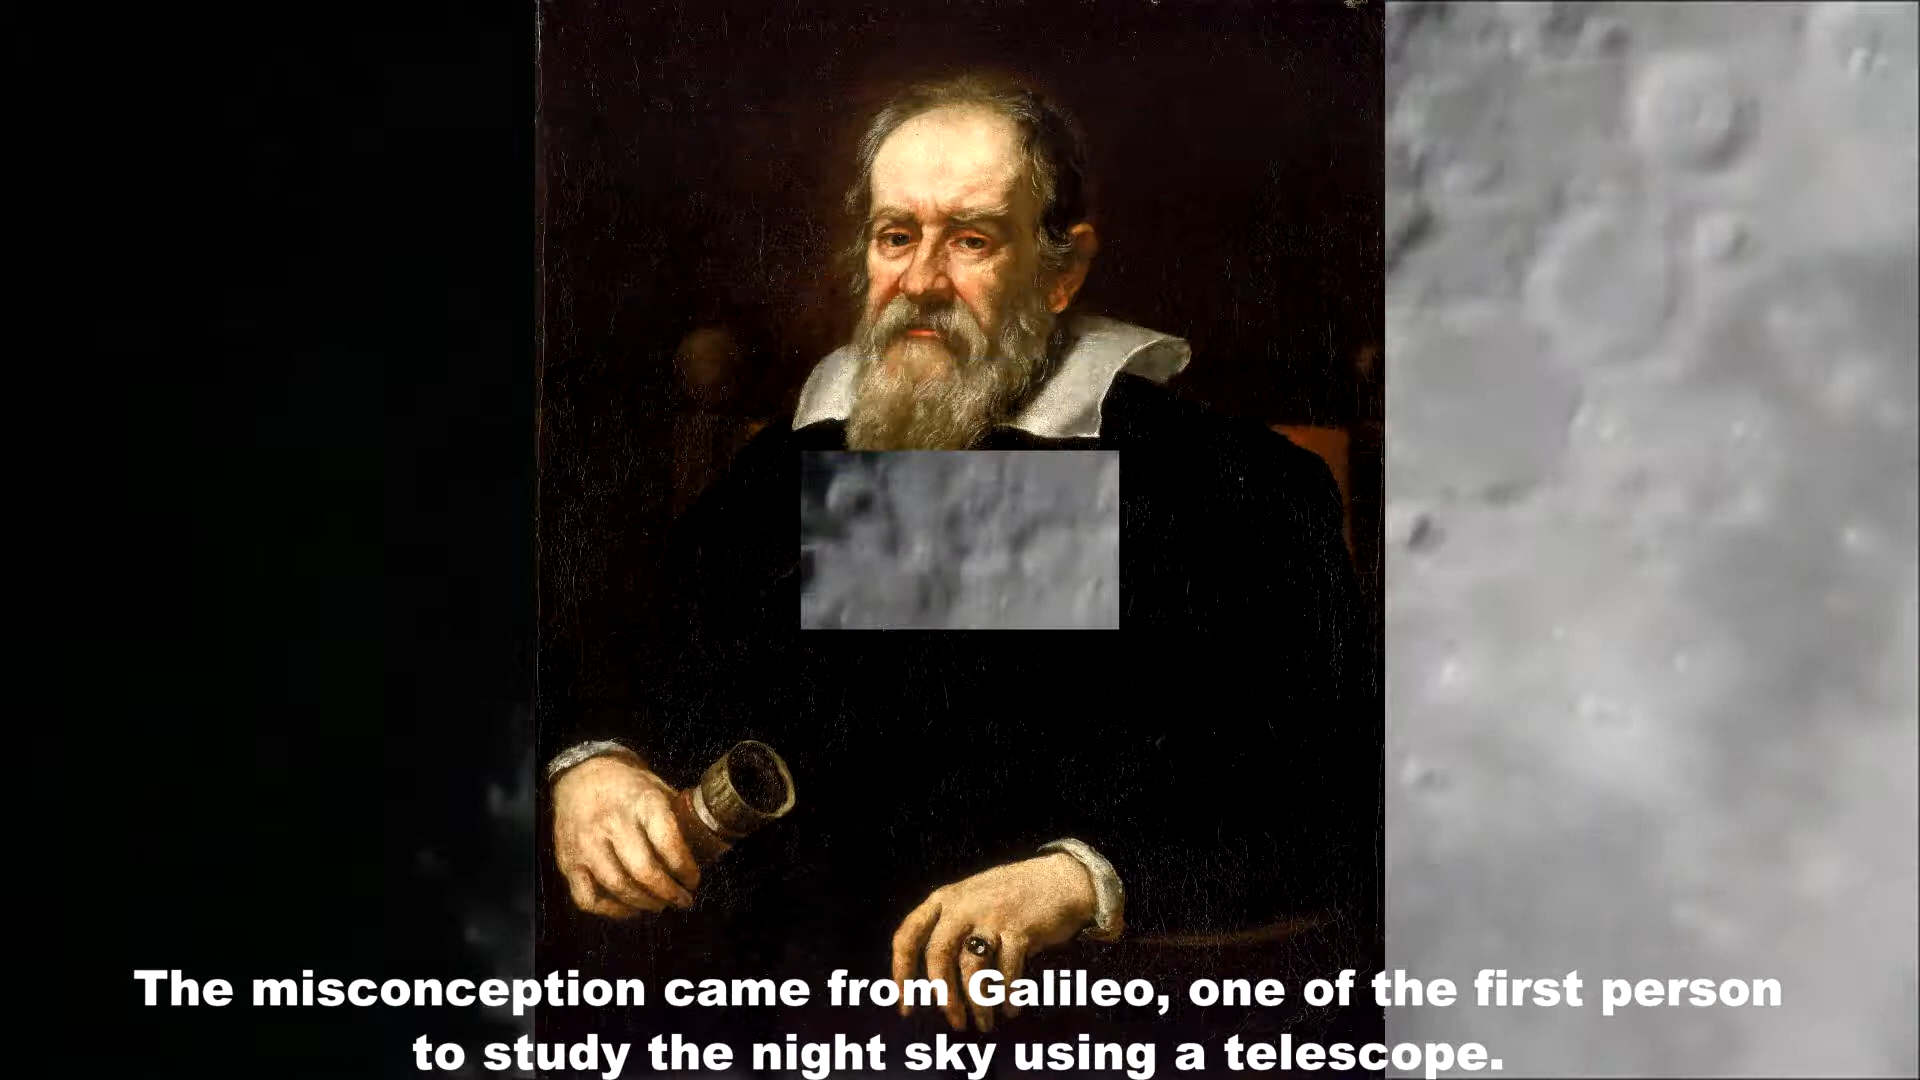 The misconception came from Galileo, one of the first person
to study the night sky using a telescope.